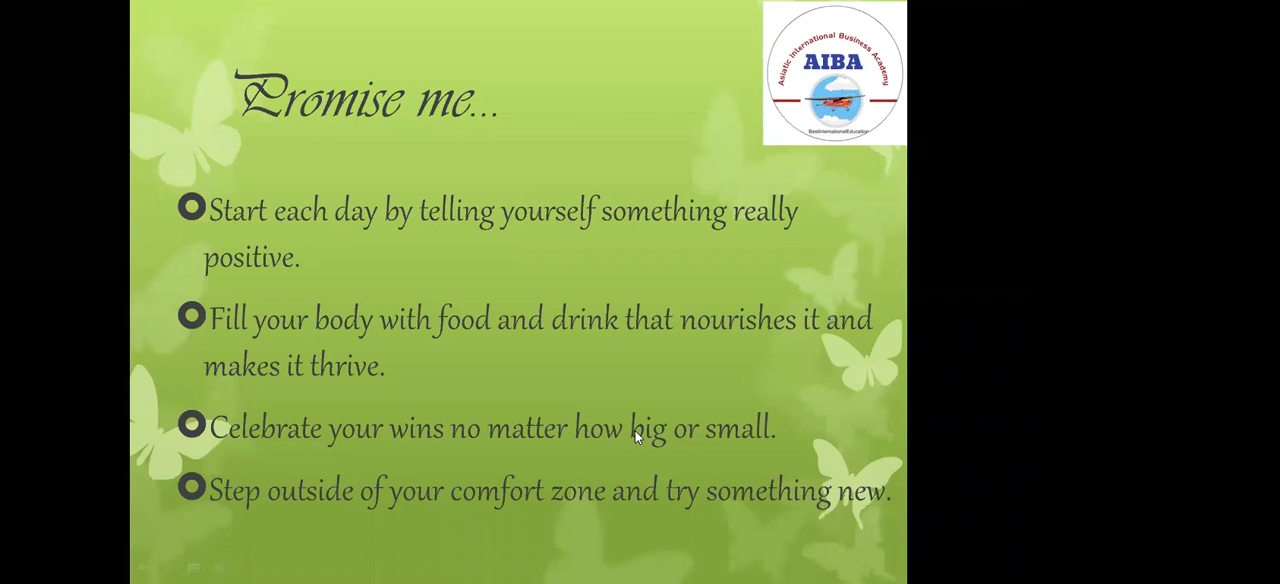 Asiatic International Business Academy
AIBA
BestInternationalEducation
Promise me...
Start each day by telling yourself something really
positive.
Fill your body with food and drink that nourishes it and
makes it thrive.
Celebrate your wins no matter how big or small.
Step outside of your comfort zone and try something new.